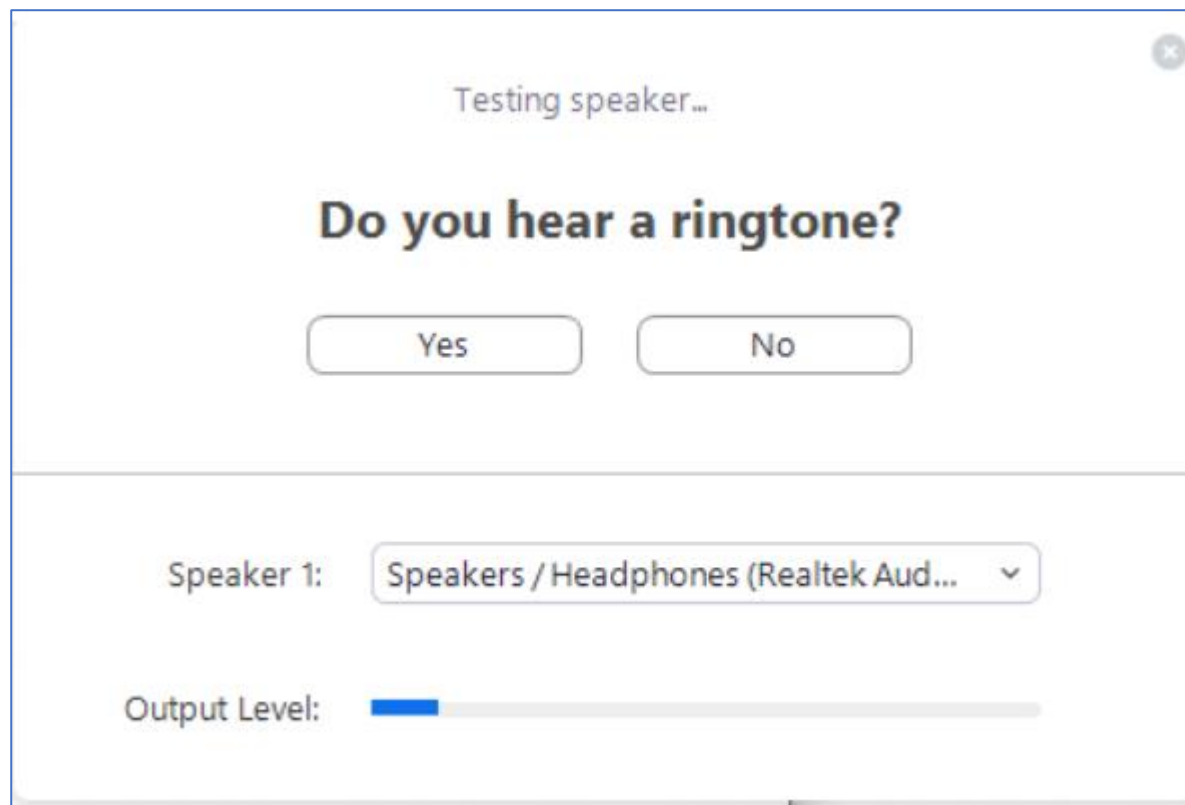 Testing speaker...
Do you hear a ringtone?
Yes No
Speaker 1: Speakers / Headphones (Realtek Aud...
Output Level: